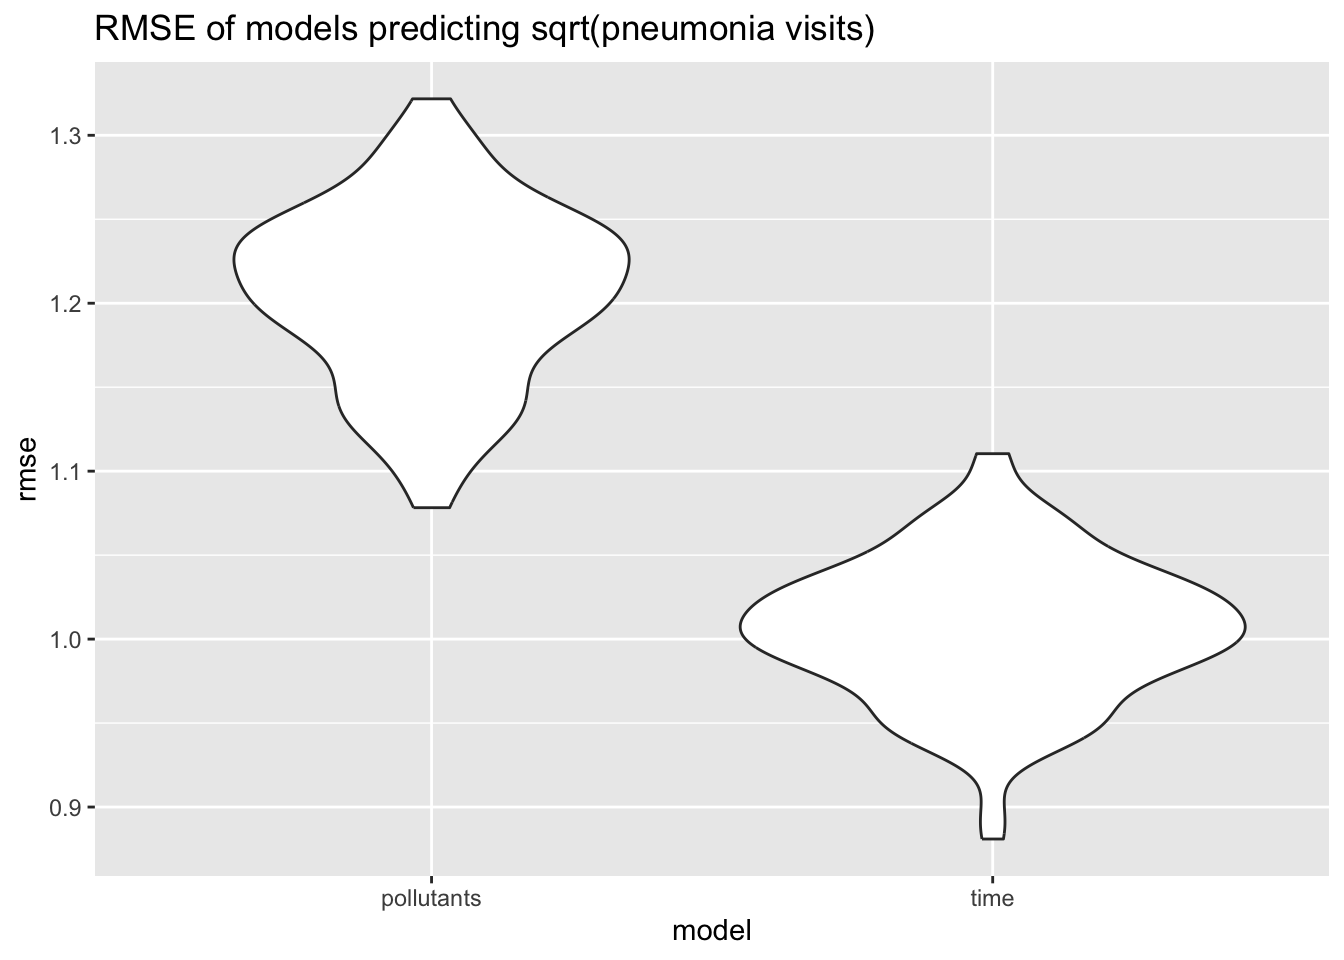 RMSE of models predicting sqrt(pneumonia visits)
1.3
1.2
1.1
1.0
0.9
rmse
pollutants time
model